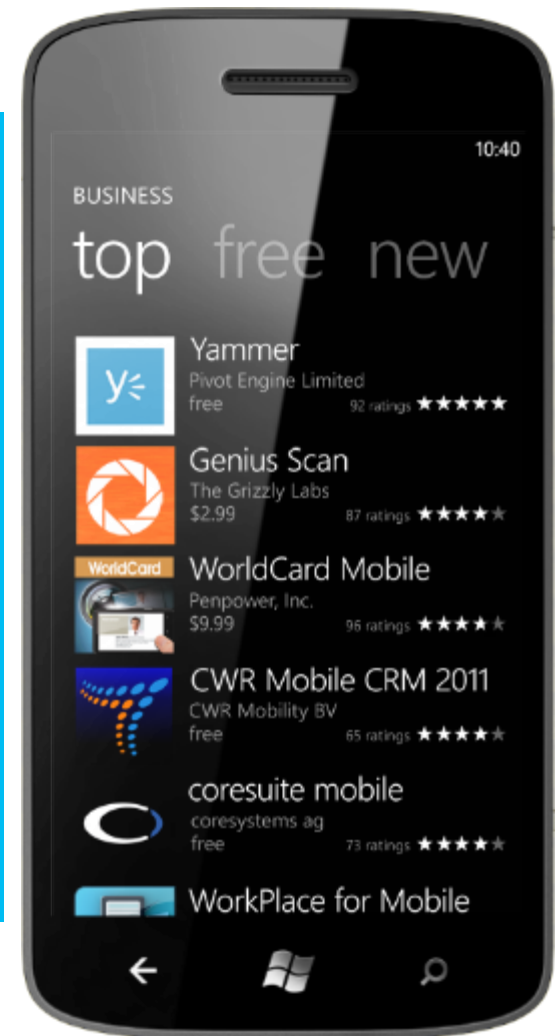 10:40
BUSINESS
top free new
Yammer
Pivot Engine Limited
free 92 ratings
Genius Scan
The Grizzly Labs
$2.99 87 ratings
WorldCard
WorldCard Mobile
Penpower, Inc.
$9.99 96 ratings
CWR Mobile CRM 2011
CWR Mobility BV
free 65 ratings
coresuite mobile
coresystems ag
free 73 ratings
WorkPlace for Mobile